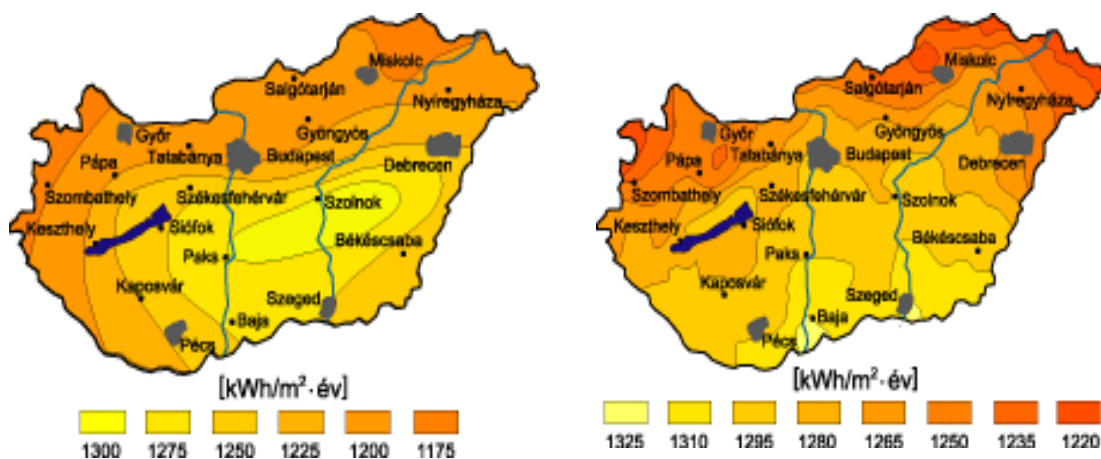 Miskolc
Salgótarján
Nyíregyháza
Győr
Gyöngyös
Tatabánya
Budapest
Debrecen
Pápa
Szombathely
Székesfehérvár
Szolnok
Keszthely
Siófok
Békéscsaba
Paks
Kaposvár
Szeged
Baja
Pécs
[kWh/m²·év]
1300 1275 1250 1225 1200 1175
Miskolc
Salgótarján
Nyíregyháza
Győr
Gyöngyös
Tatabánya
Budapest
Debrecen
Pápa
Szombathely
Székesfehérvár
Szolnok
Keszthely
Siófok
Békéscsaba
Paks
Kaposvár
Szeged
Baja
Pécs
[kWh/m²·év]
1325 1310 1295 1280 1265 1250 1235 1220